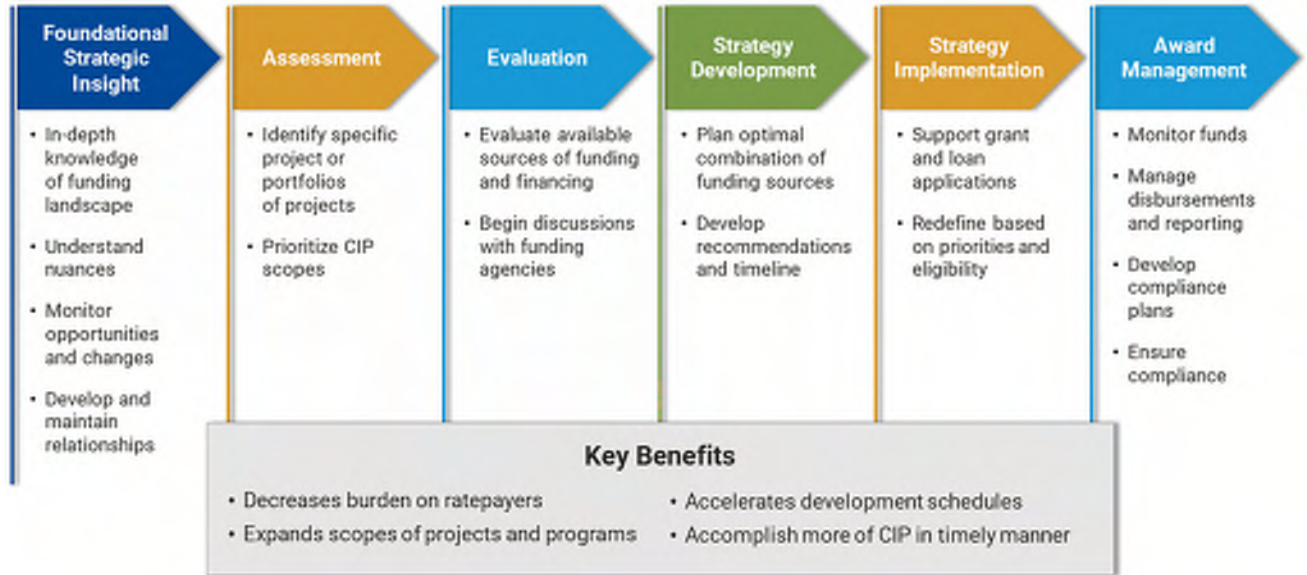 Foundational
Strategic
Insight
• In-depth
knowledge
of funding
landscape
• Understand
nuances
• Monitor
opportunities
and changes
• Develop and
maintain
relationships
Assessment
• Identify specific
project or
portfolios
of projects
• Prioritize CIP
scopes
Evaluation
• Evaluate available
sources of funding
and financing
• Begin discussions
with funding
agencies
Strategy
Development
• Plan optimal
combination of
funding sources
• Develop
recommendations
and timeline
Strategy
Implementation
• Support grant
and loan
applications
• Redefine based
on priorities and
eligibility
Award
Management
• Monitor funds
• Manage
disbursements
and reporting
• Develop
compliance
plans
• Ensure
compliance
Key Benefits
• Decreases burden on ratepayers
• Expands scopes of projects and programs
• Accelerates development schedules
• Accomplish more of CIP in timely manner